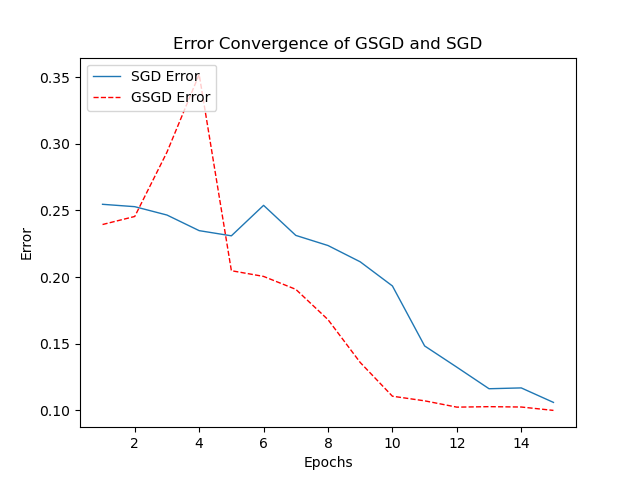 Error Convergence of GSGD and SGD
SGD Error
GSGD Error
0.35
0.30
0.25
0.20
0.15
0.10
Error
2 4 6 8 10 12 14
Epochs